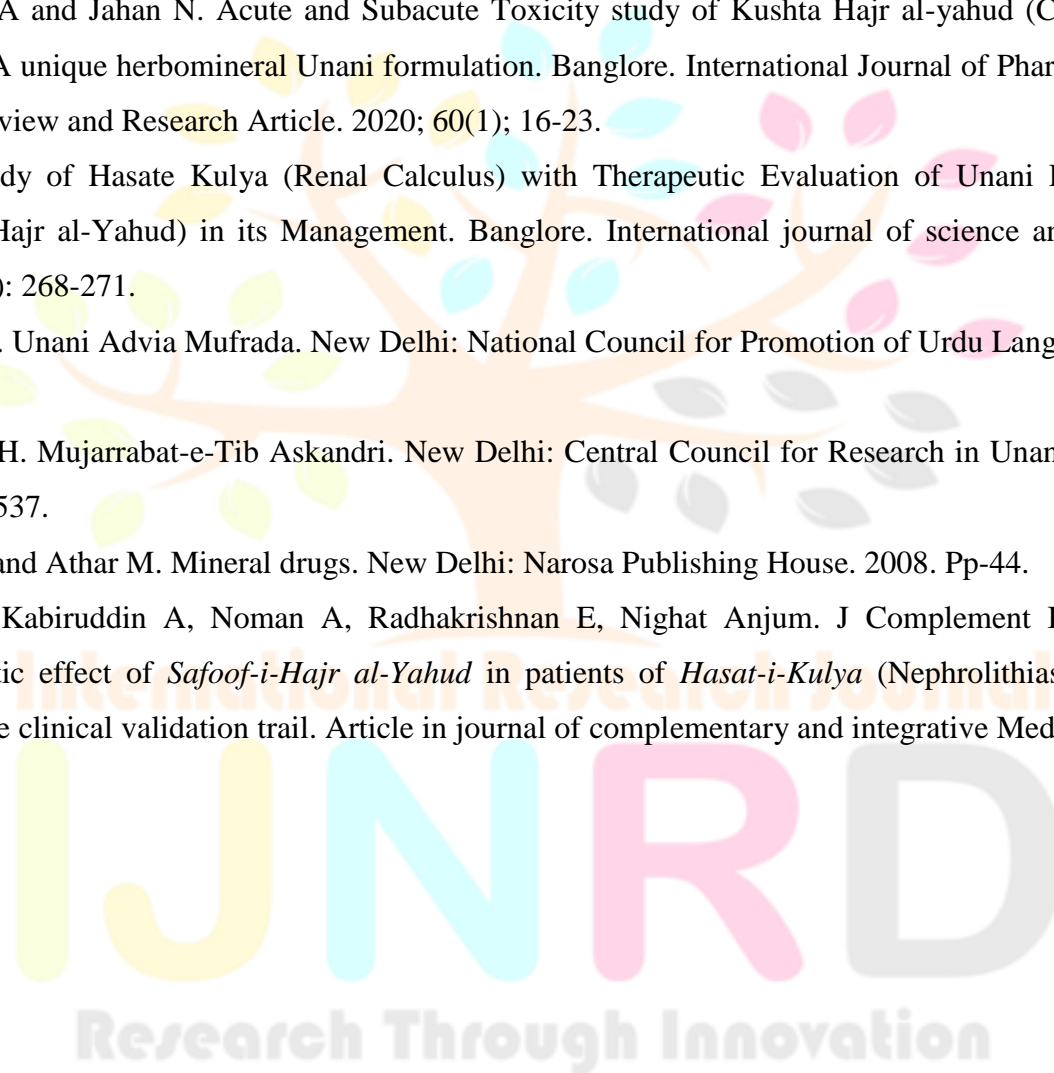 A and Jahan N. Acute and Subacute Toxicity study of Kushta Hajr al-yahud (C
A unique herbomineral Unani formulation. Banglore. International Journal of Phar
view and Research Article. 2020; 60(1); 16-23.
dy of Hasate Kulya (Renal Calculus) with Therapeutic Evaluation of Unani
Hajr al-Yahud) in its Management. Banglore. International journal of science an
): 268-271.
. Unani Advia Mufrada. New Delhi: National Council for Promotion of Urdu Lang
H. Mujarrabat-e-Tib Askandri. New Delhi: Central Council for Research in Unan
537.
and Athar M. Mineral drugs. New Delhi: Narosa Publishing House. 2008. Pp-44.
Kabiruddin A, Noman A, Radhakrishnan E, Nighat Anjum. J Complement
tic effect of Safoof-i-Hajr al-Yahud in patients of Hasat-i-Kulya (Nephrolithias
International Research Journal
e clinical validation trail. Article in journal of complementary and integrative Med
IJNRD
Research Through Innovation